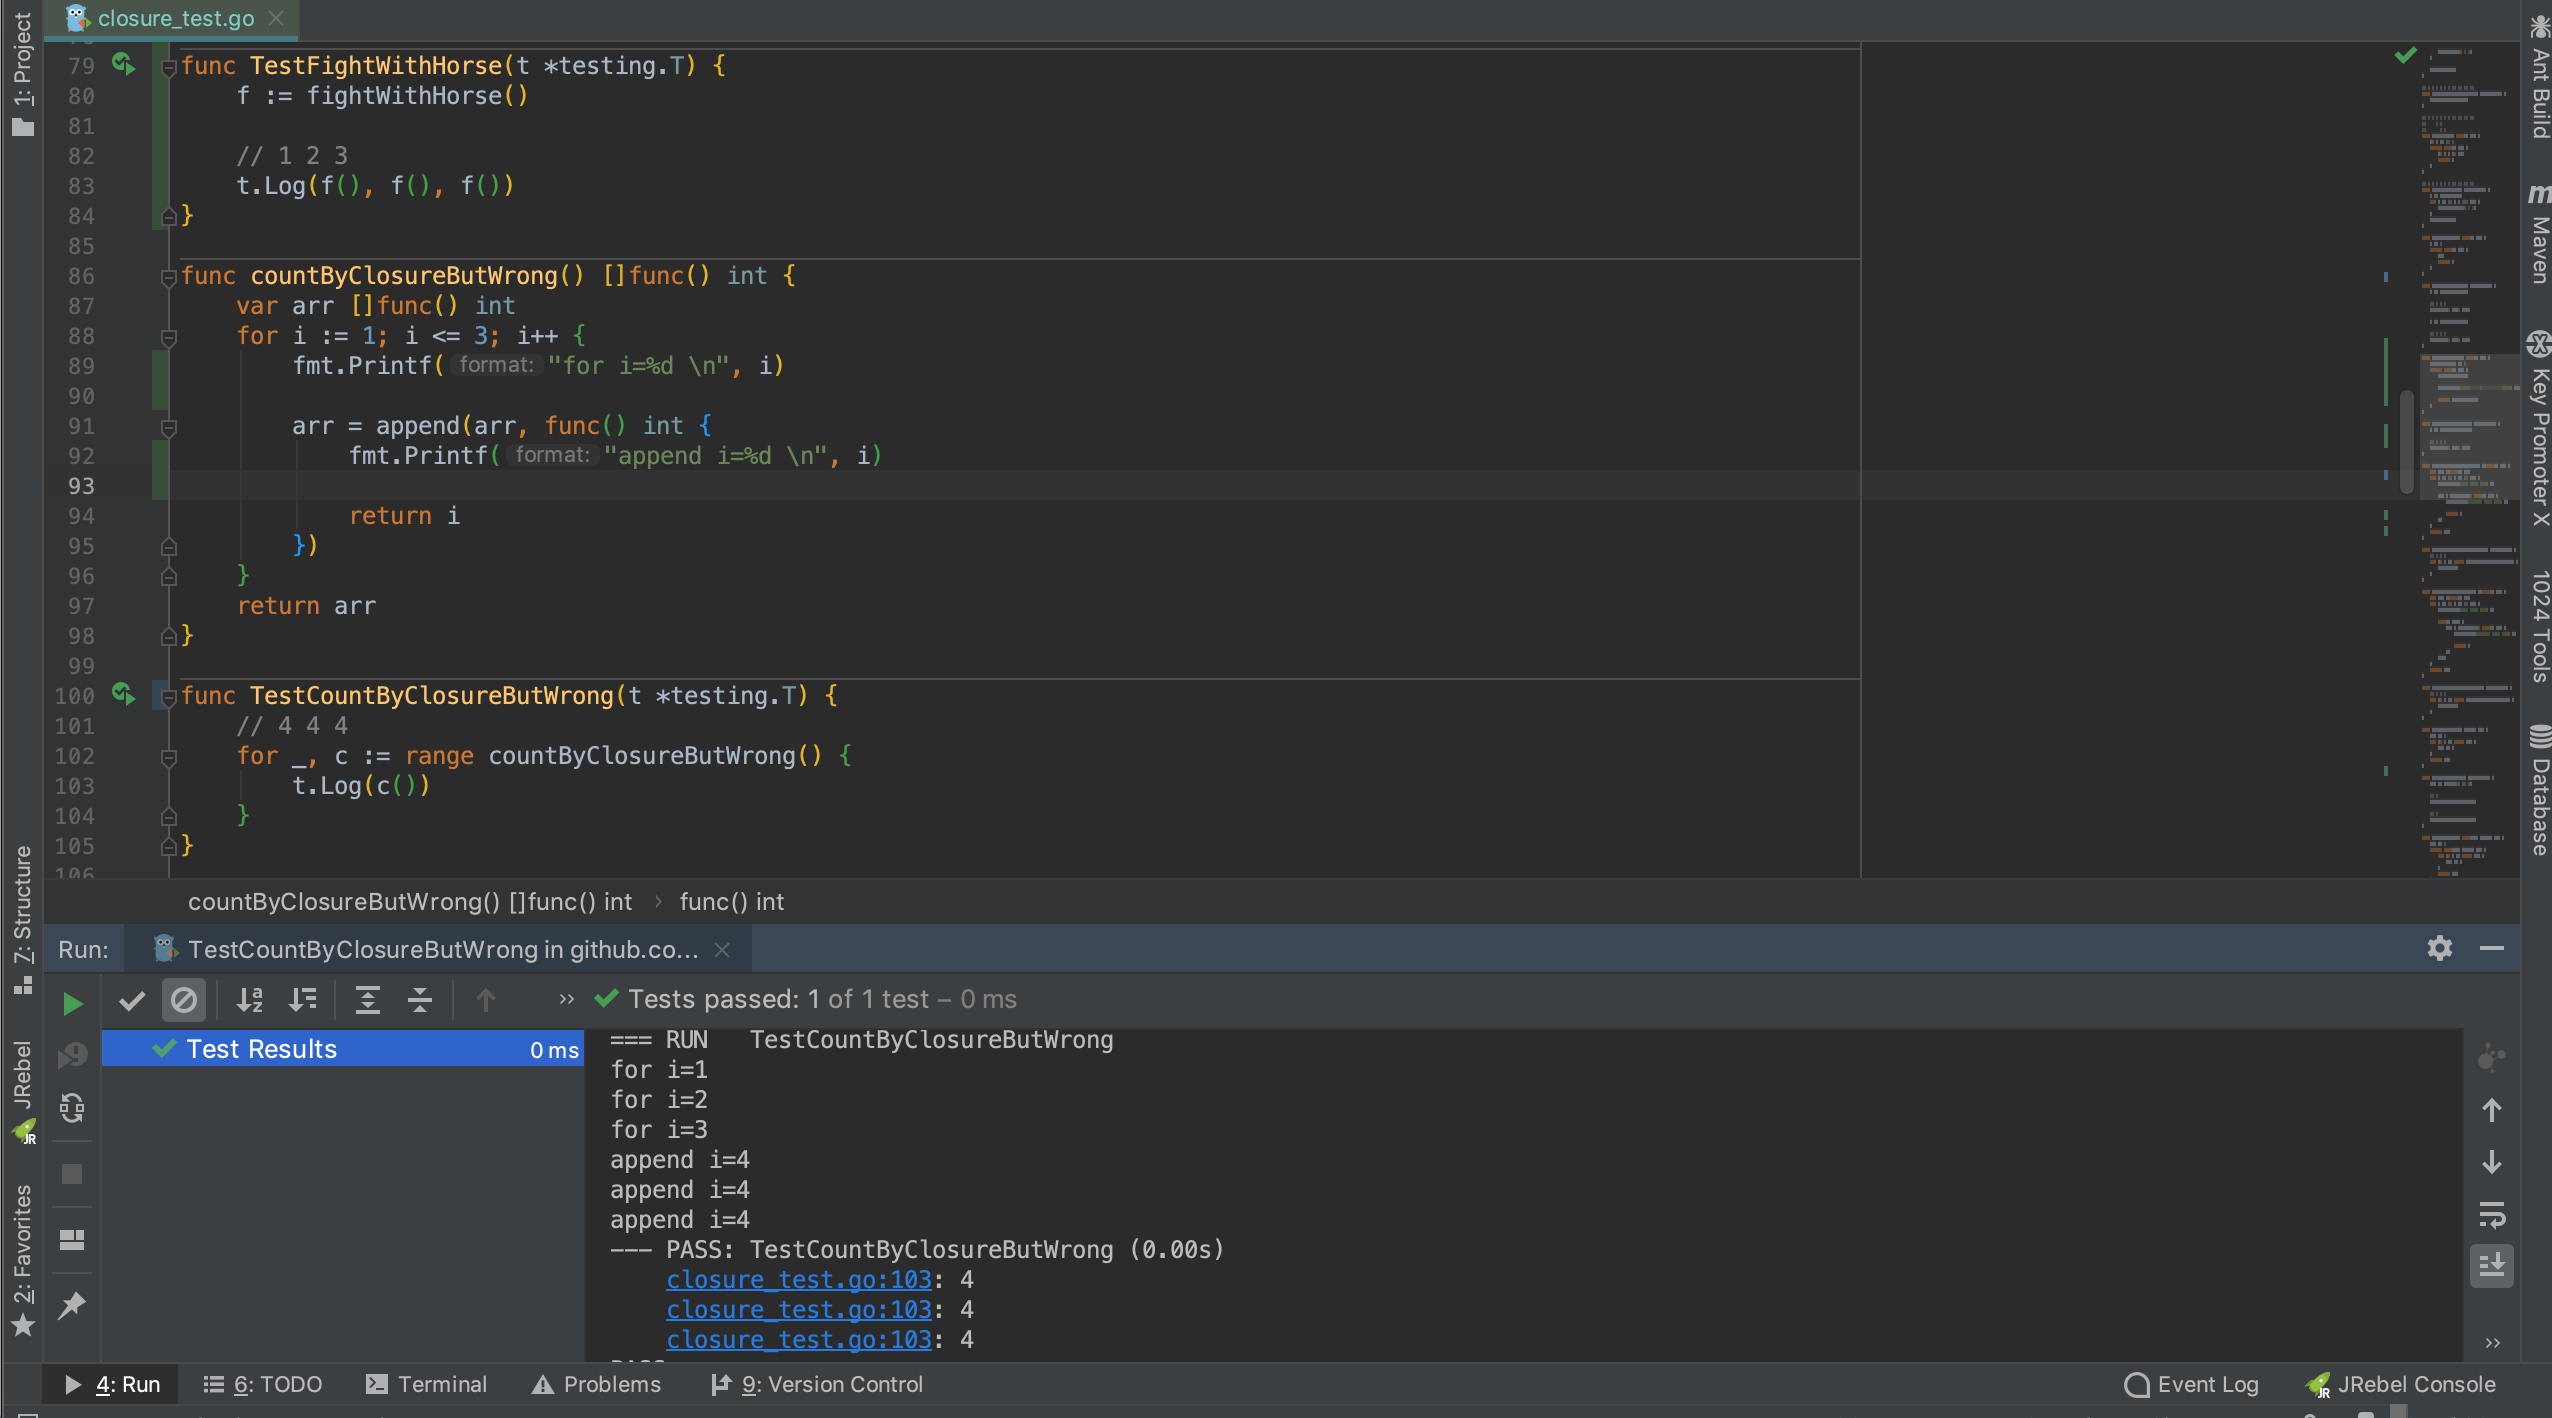 closure_test.go
1: Project
79 func TestFightWithHorse(t *testing.T) {
80 f := fightWithHorse()
81
82 // 1 2 3
83 t.Log(f(), f(), f())
84 }
85
86 func countByClosureButWrong() []func() int {
87 var arr []func() int
88 for i := 1; i <= 3; i++ {
89 fmt.Printf( format: "for i=%d \n", i)
90
91 arr = append(arr, func() int {
92 fmt.Printf( format: "append i=%d \n", i)
93
94 return i
95 })
96 }
97 return arr
98 }
99
100 func TestCountByClosureButWrong(t *testing.T) {
101 // 4 4 4
102 for _, c := range countByClosureButWrong() {
103 t.Log(c())
104 }
105 }
106
countByClosureButWrong() []func() int › func() int
Ant Build
m Maven
Key Promoter X
1024 Tools
Database
7: Structure
JRebel
JR
2: Favorites
Run: TestCountByClosureButWrong in github.co...
» Tests passed: 1 of 1 test – 0 ms
Test Results 0 ms
=== RUN   TestCountByClosureButWrong
for i=1
for i=2
for i=3
append i=4
append i=4
append i=4
--- PASS: TestCountByClosureButWrong (0.00s)
closure_test.go:103: 4
closure_test.go:103: 4
closure_test.go:103: 4
»
4: Run 6: TODO Terminal Problems 9: Version Control Event Log JR JRebel Console